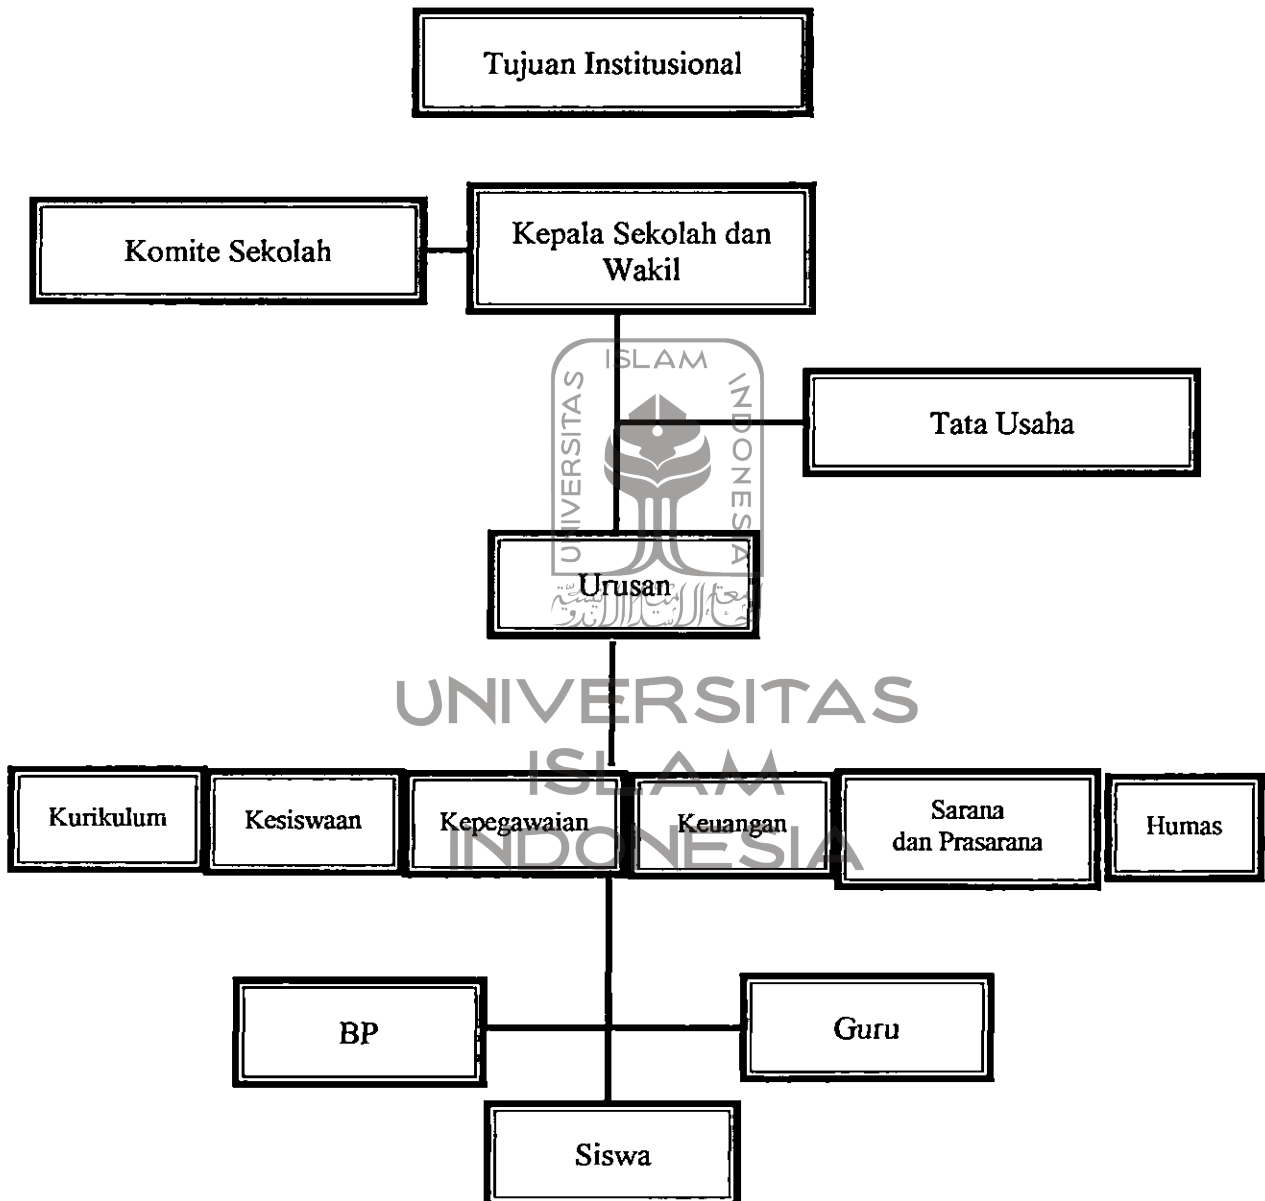 Tujuan Institusional
Komite Sekolah
Kepala Sekolah dan
Wakil
ISLAM
UNIVERSITAS
INDONESIA
Tata Usaha
Urusan
UNIVERSITAS
ISLAM
INDONESIA
Kurikulum
Kesiswaan
Kepegawaian
Keuangan
Sarana
dan Prasarana
Humas
BP
Guru
Siswa